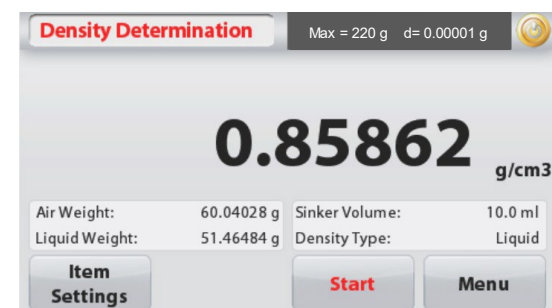 Density Determination Max = 220 g d= 0.00001 g
0.85862 g/cm3
Air Weight: 60.04028 g Sinker Volume: 10.0 ml
Liquid Weight: 51.46484 g Density Type: Liquid
Item
Settings
Start
Menu